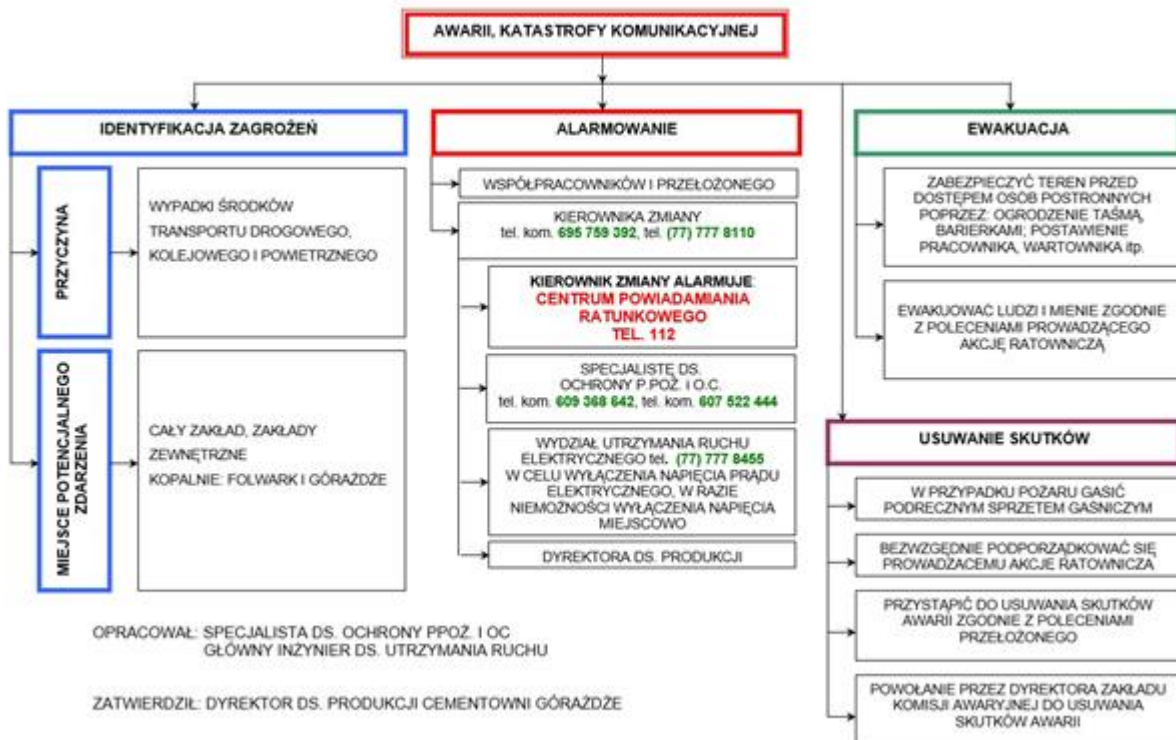 AWARII, KATASTROFY KOMUNIKACYJNEJ
IDENTYFIKACJA ZAGROŻEŃ
PRZYCZYNA
WYPADKI ŚRODKÓW
TRANSPORTU DROGOWEGO,
KOLEJOWEGO I POWIETRZNEGO
MIEJSCE POTENCJALNEGO
ZDARZENIA
CAŁY ZAKŁAD, ZAKŁADY
ZEWNĘTRZNE
KOPALNIE: FOLWARK I GÓRAŻDŻE
ALARMOWANIE
WSPÓŁPRACOWNIKÓW I PRZEŁOŻONEGO
KIEROWNIKA ZMIANY
tel. kom. 695 759 392, tel. (77) 777 8110
KIEROWNIK ZMIANY ALARMUJE:
CENTRUM POWIADAMIANIA
RATUNKOWEGO
TEL. 112
SPECJALISTĘ DS.
OCHRONY P.POŻ. I O.C.
tel. kom. 609 368 642, tel. kom. 607 522 444
WYDZIAŁ UTRZYMANIA RUCHU
ELEKTRYCZNEGO tel. (77) 777 8455
W CELU WYŁĄCZENIA NAPIĘCIA PRĄDU
ELEKTRYCZNEGO, W RAZIE
NIEMOŻNOŚCI WYŁĄCZENIA NAPIĘCIA
MIEJSCOWO
DYREKTORA DS. PRODUKCJI
EWAKUACJA
ZABEZPIECZYĆ TEREN PRZED
DOSTĘPEM OSÓB POSTRONNYCH
POPRZEZ: OGRODZENIE TAŚMĄ,
BARIERKAMI; POSTAWIENIE
PRACOWNIKA, WARTOWNIKA itp.
EWAKUOWAĆ LUDZI I MIENIE ZGODNIE
Z POLECENIAMI PROWADZĄCEGO
AKCJĘ RATOWNICZĄ
USUWANIE SKUTKÓW
W PRZYPADKU POŻARU GASIĆ
PODRĘCZNYM SPRZĘTEM GAŚNICZYM
BEZWZGĘDNIE PODPORZĄDKOWAĆ SIĘ
PROWADZĄCEMU AKCJĘ RATOWNICZĄ
PRZYSTĄPIĆ DO USUWANIA SKUTKÓW
AWARII ZGODNIE Z POLECENIAMI
PRZEŁOŻONEGO
POWOŁANIE PRZEZ DYREKTORA ZAKŁADU
KOMISJI AWARYJNEJ DO USUWANIA
SKUTKÓW AWARII
OPRACOWAŁ: SPECJALISTA DS. OCHRONY PPOŻ. I OC
GŁÓWNY INŻYNIER DS. UTRZYMANIA RUCHU
ZATWIERDZIŁ: DYREKTOR DS. PRODUKCJI CEMENTOWNI GÓRAŻDŻE